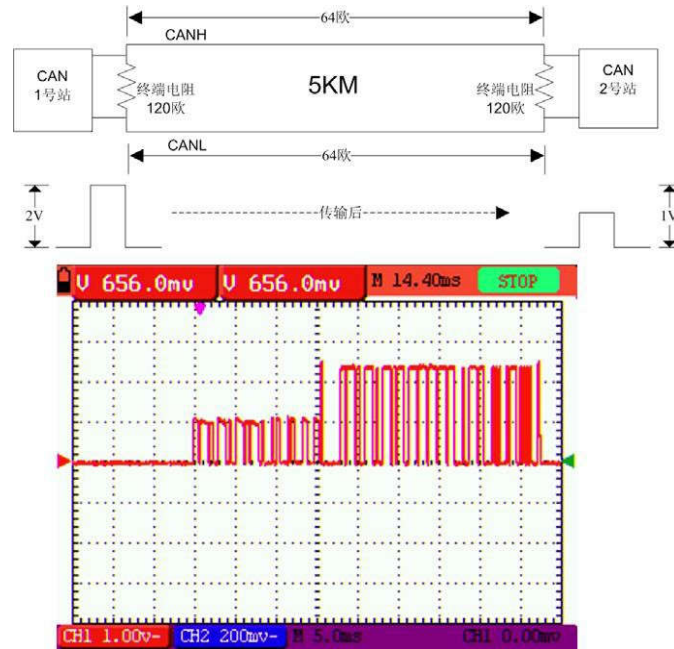 64欧
CANH
CAN
1号站
终端电阻
120欧
5KM
终端电阻
120欧
CAN
2号站
CANL
64欧
2V
传输后
1V
V 656.0mv
V 656.0mv
M 14.40ms
STOP
CH1 1.00v-
CH2 200mv-
M 5.0ms
CH1 0.00mv